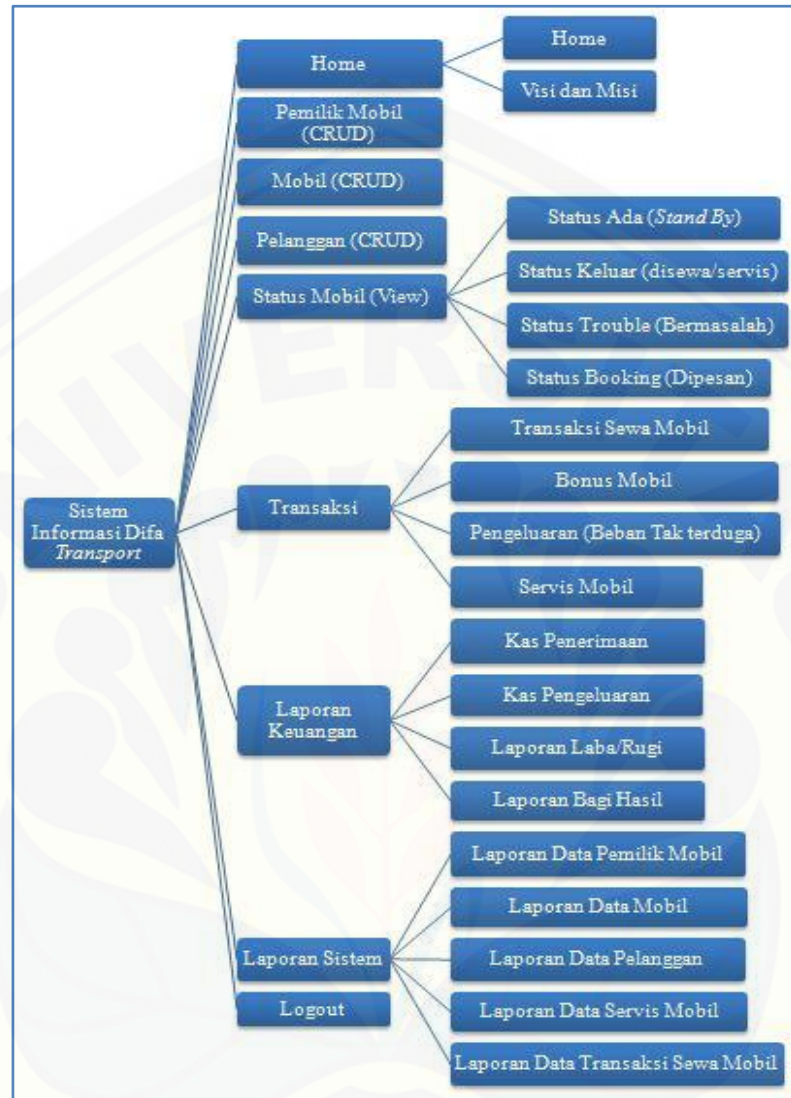 Home
Home
Visi dan Misi
Pemilik Mobil
(CRUD)
Mobil (CRUD)
Pelanggan (CRUD)
Status Mobil (View)
Status Ada (Stand By)
Status Keluar (disewa/servis)
Status Trouble (Bermasalah)
Status Booking (Dipesan)
Sistem
Informasi Difa
Transport
Transaksi
Transaksi Sewa Mobil
Bonus Mobil
Pengeluaran (Beban Tak terduga)
Servis Mobil
Laporan
Keuangan
Kas Penerimaan
Kas Pengeluaran
Laporan Laba/Rugi
Laporan Bagi Hasil
Laporan Sistem
Laporan Data Pemilik Mobil
Laporan Data Mobil
Laporan Data Pelanggan
Laporan Data Servis Mobil
Laporan Data Transaksi Sewa Mobil
Logout